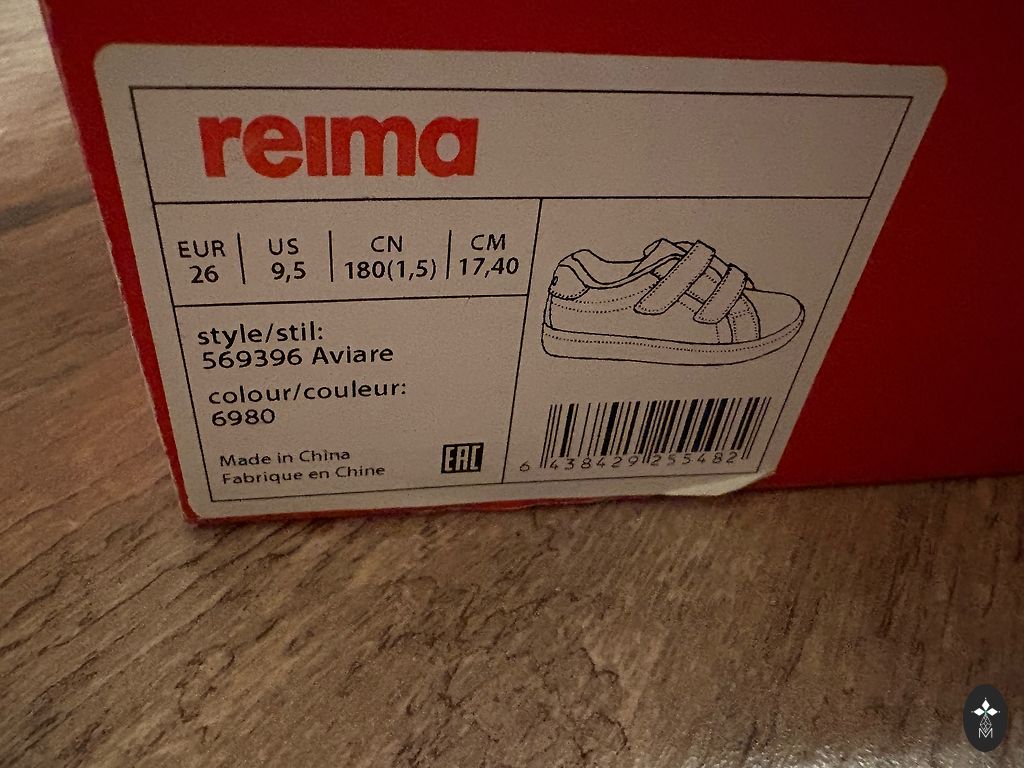 reima
EUR 26 | US 9,5 | CN 180(1,5) | CM 17,40
style/stil:
569396 Aviare
colour/couleur:
6980
Made in China
Fabrique en Chine
EAC
6 438429 255482
M